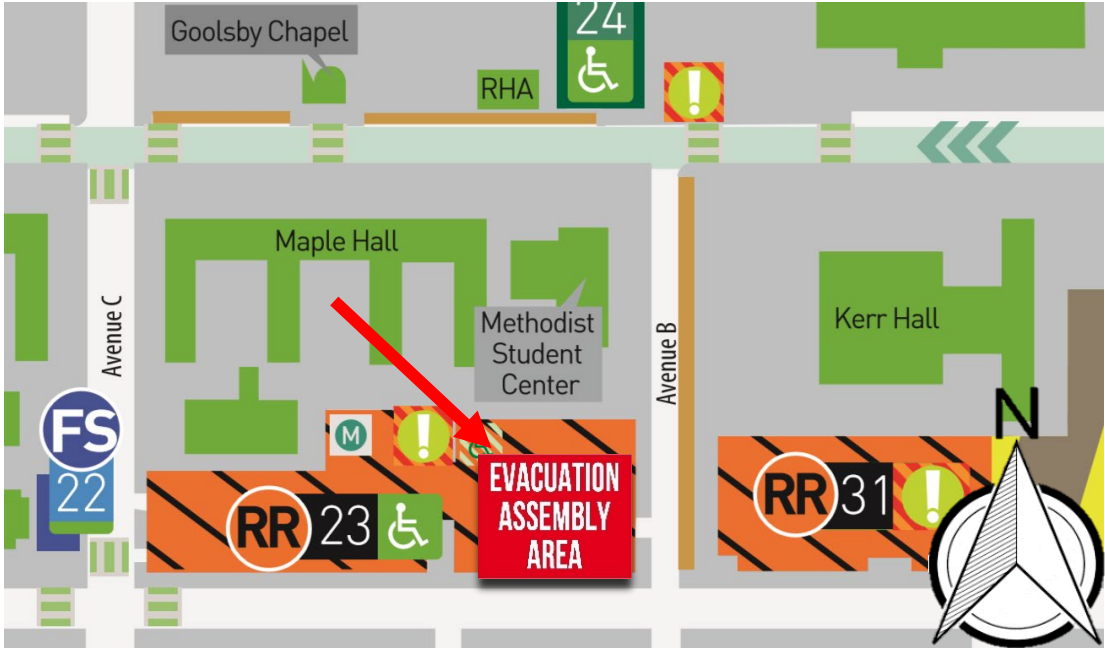 Goolsby Chapel
24
RHA
!
Maple Hall
Avenue C
Methodist
Student
Center
Avenue B
Kerr Hall
N
FS
22
M
!
RR 23
EVACUATION
ASSEMBLY
AREA
RR 31
!